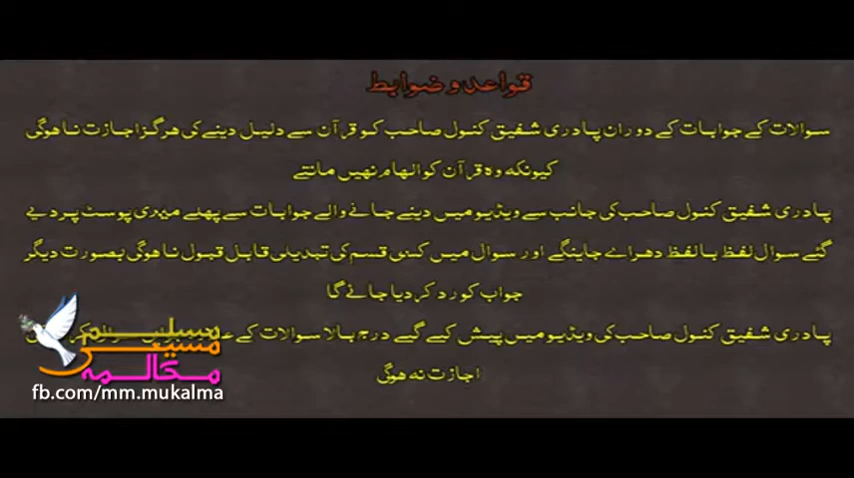 قواعد و ضوابط
سوالات کے جوابات کے دوران پادری شفیق کنول صاحب کو قرآن سے دلیل دینے کی ہرگز اجازت نا ہوگی
کیونکہ وہ قرآن کو الہام نہیں مانتے
پادری شفیق کنول صاحب کی جانب سے ویڈیو میں دیئے جانے والے جوابات سے پہلے میری پوسٹ پر دیے
گئے سوال لفظ بالفظ دھراے جاینگے اور سوال میں کسی قسم کی تبدیلی قابل قبول نا ہوگی بصورت دیگر
جواب کو رد کر دیا جائے گا
پادری شفیق کنول صاحب کی ویڈیو میں پیش کیے گیے درج بالا سوالات کے
اجازت نہ ہوگی
مسلم
مسیحی
مکالمہ
fb.com/mm.mukalma